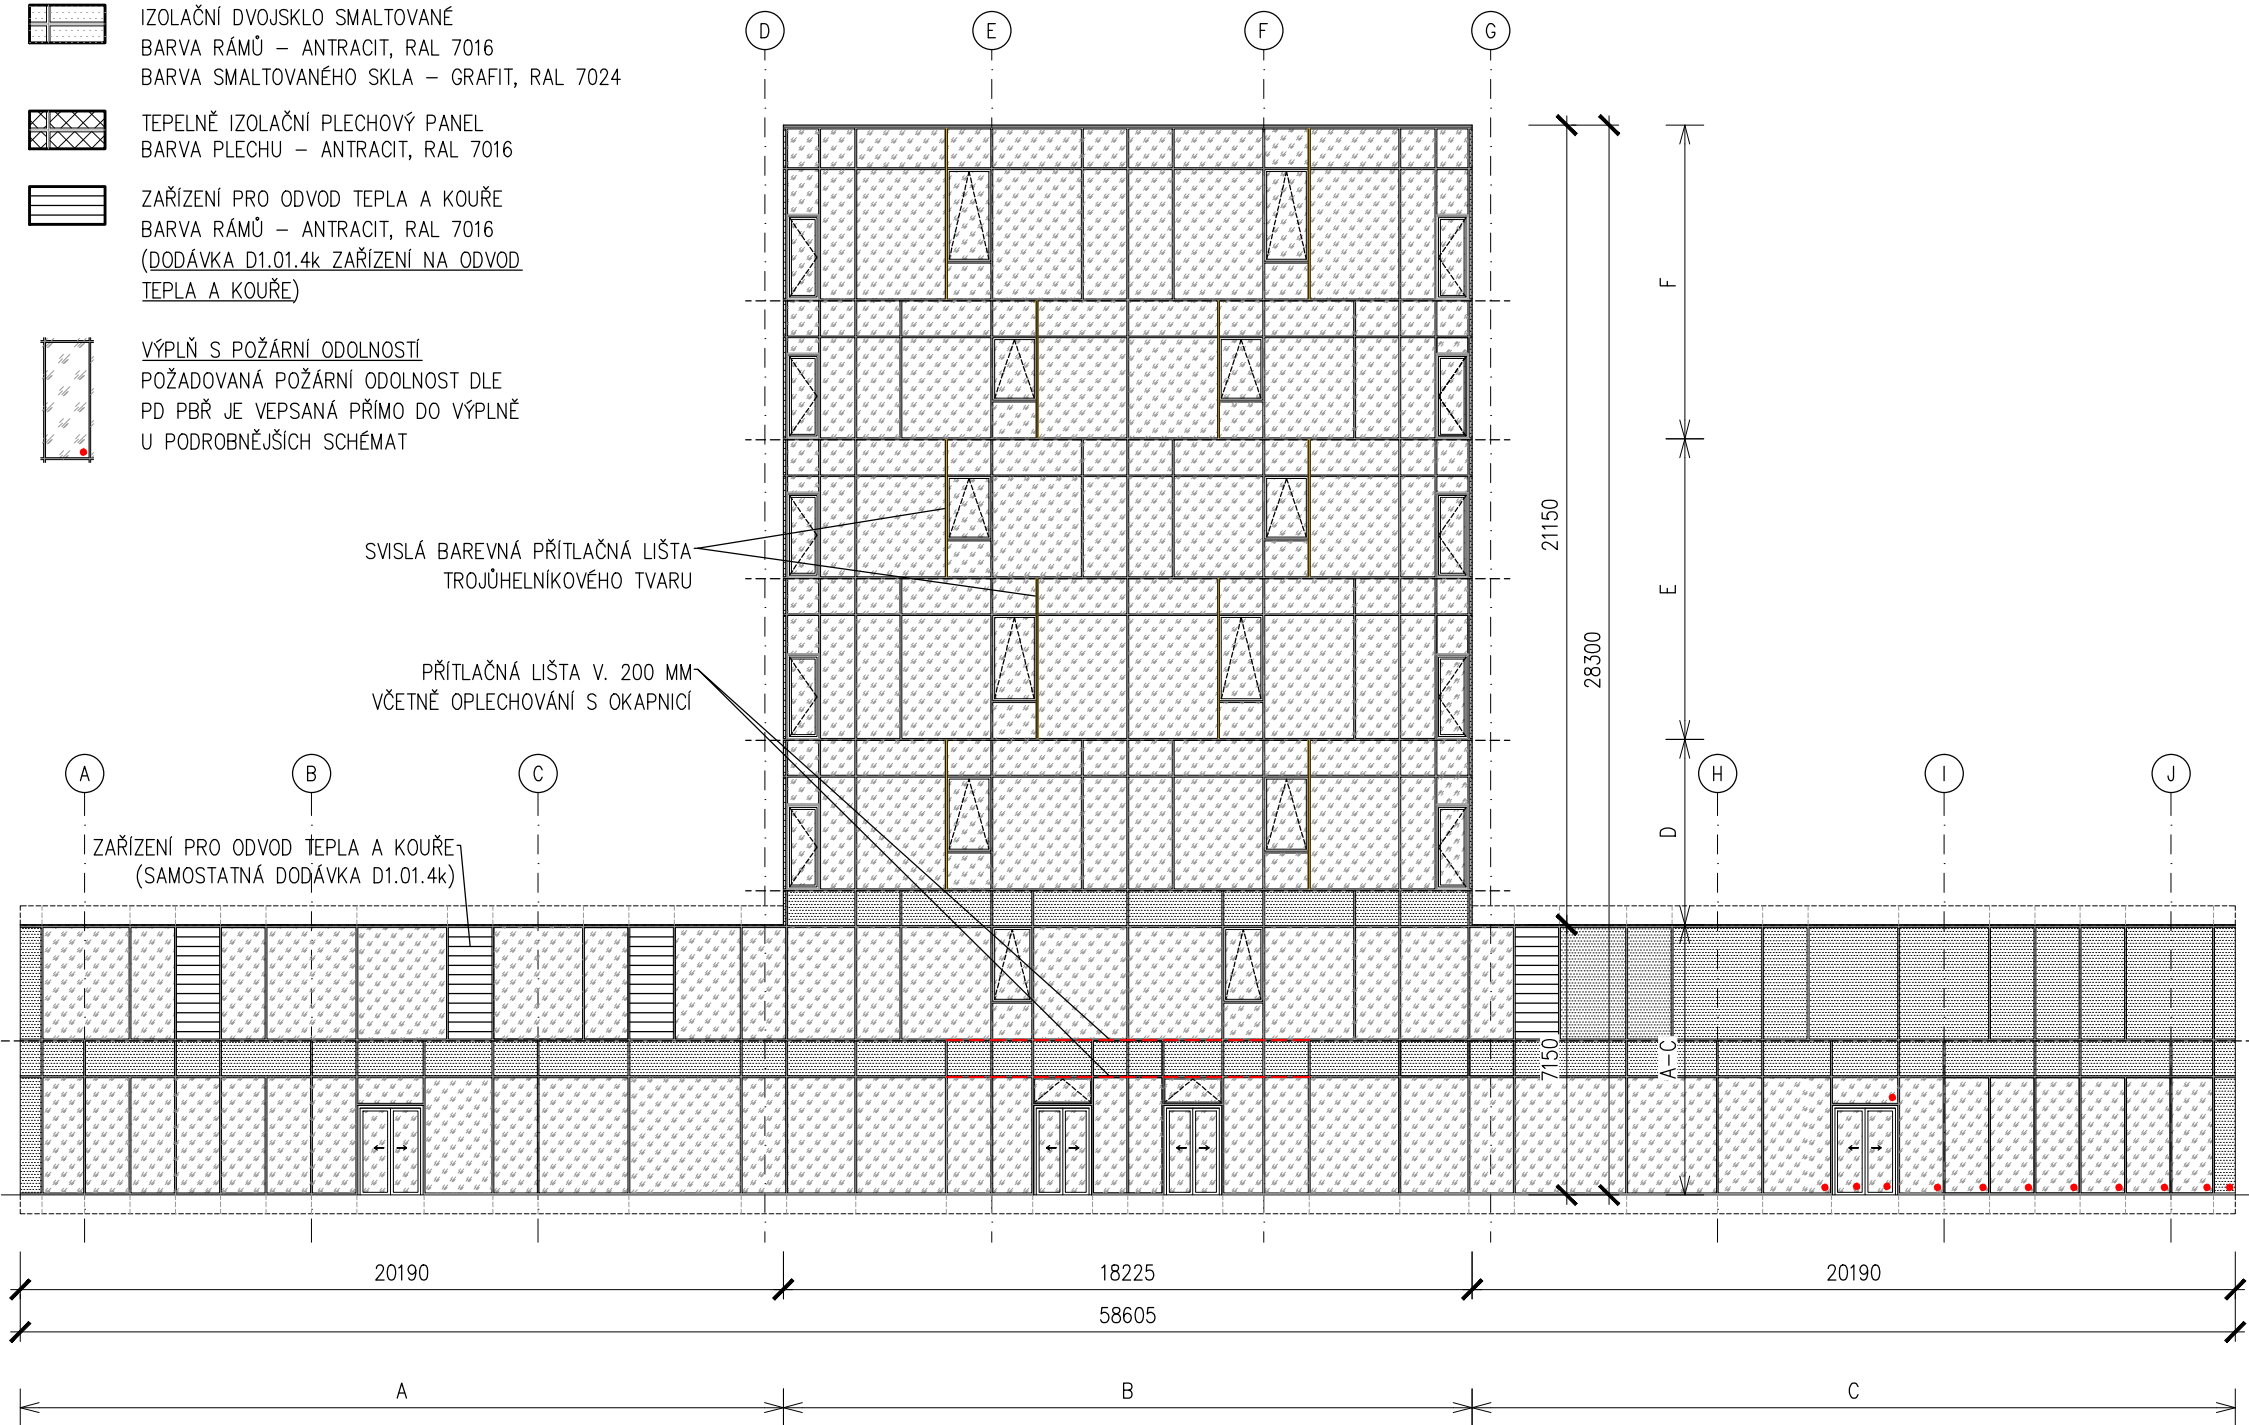 IZOLAČNÍ DVOJSKLO SMALTOVANÉ
BARVA RÁMŮ – ANTRACIT, RAL 7016
BARVA SMALTOVANÉHO SKLA – GRAFIT, RAL 7024
TEPELNĚ IZOLAČNÍ PLECHOVÝ PANEL
BARVA PLECHU – ANTRACIT, RAL 7016
ZAŘÍZENÍ PRO ODVOD TEPLA A KOUŘE
BARVA RÁMŮ – ANTRACIT, RAL 7016
(DODÁVKA D1.01.4k ZAŘÍZENÍ NA ODVOD
TEPLA A KOUŘE)
VÝPLŇ S POŽÁRNÍ ODOLNOSTÍ
POŽADOVANÁ POŽÁRNÍ ODOLNOST DLE
PD PBŘ JE VEPSANÁ PŘÍMO DO VÝPLNĚ
U PODROBNĚJŠÍCH SCHÉMAT
D
E
F
G
SVISLÁ BAREVNÁ PŘÍTLAČNÁ LIŠTA
TROJŮHELNÍKOVÉHO TVARU
PŘÍTLAČNÁ LIŠTA V. 200 MM
VČETNĚ OPLECHOVÁNÍ S OKAPNICÍ
A
B
C
H
I
J
ZAŘÍZENÍ PRO ODVOD TEPLA A KOUŘE
(SAMOSTATNÁ DODÁVKA D1.01.4k)
21150
28300
7150
F
E
D
A–C
20190
18225
20190
58605
A
B
C